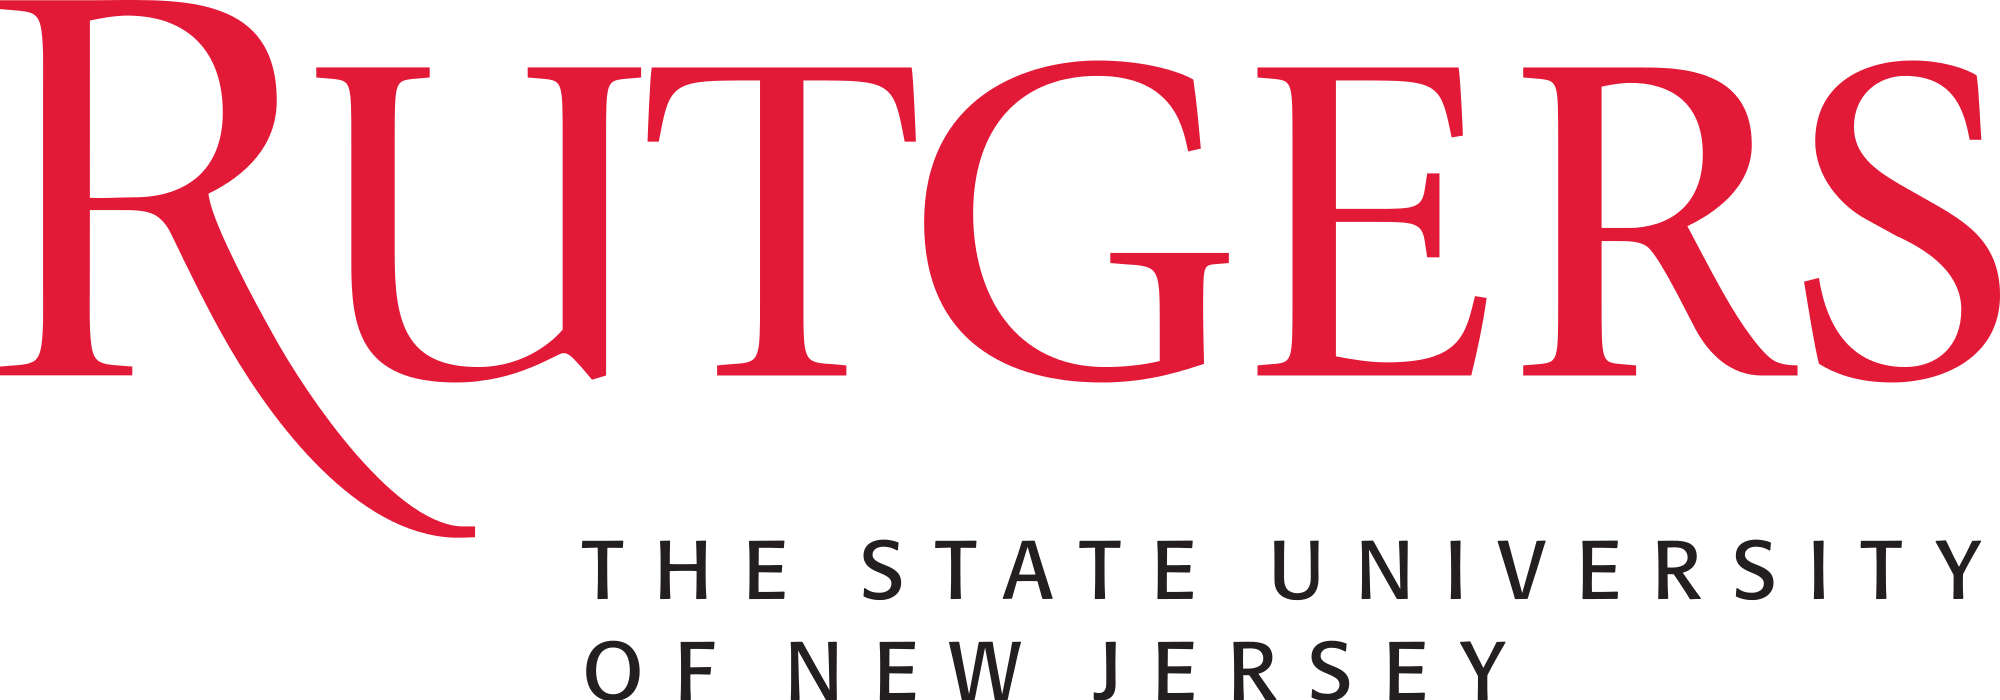 RUTGERS
THE STATE UNIVERSITY
OF NEW JERSEY